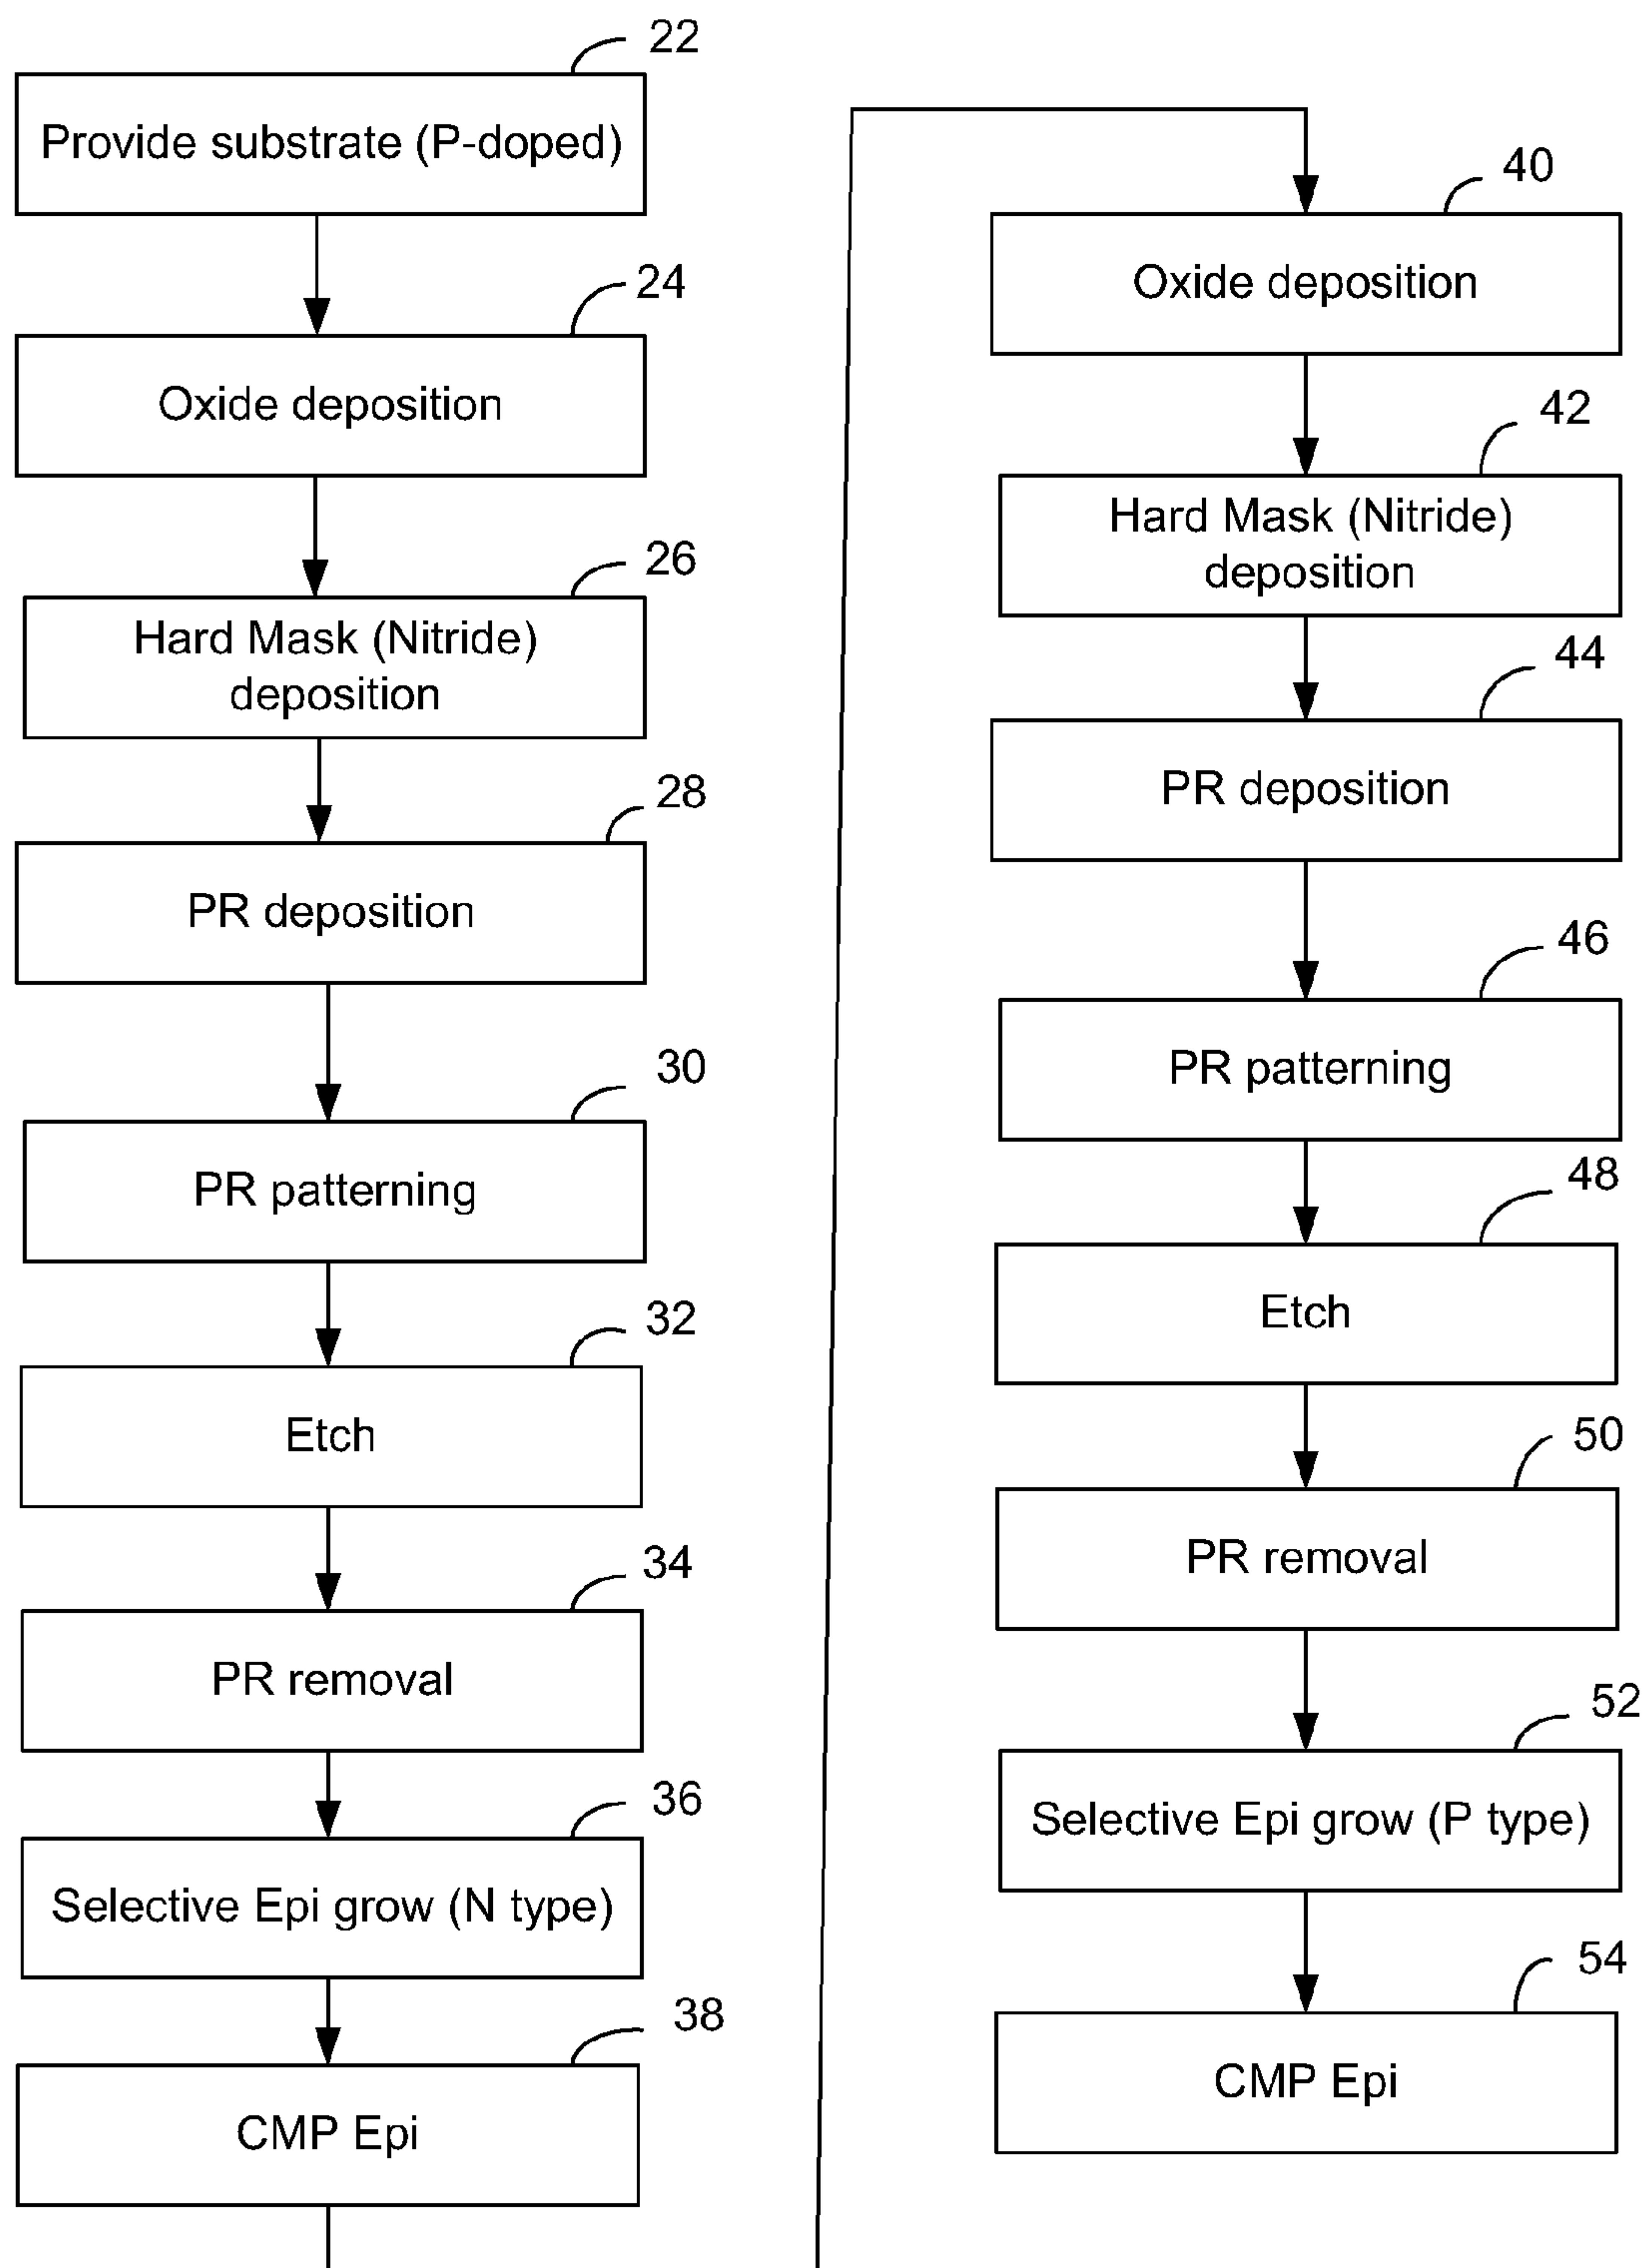 22
Provide substrate (P-doped)
24
Oxide deposition
26
Hard Mask (Nitride)
deposition
28
PR deposition
30
PR patterning
32
Etch
34
PR removal
36
Selective Epi grow (N type)
38
CMP Epi
40
Oxide deposition
42
Hard Mask (Nitride)
deposition
44
PR deposition
46
PR patterning
48
Etch
50
PR removal
52
Selective Epi grow (P type)
54
CMP Epi